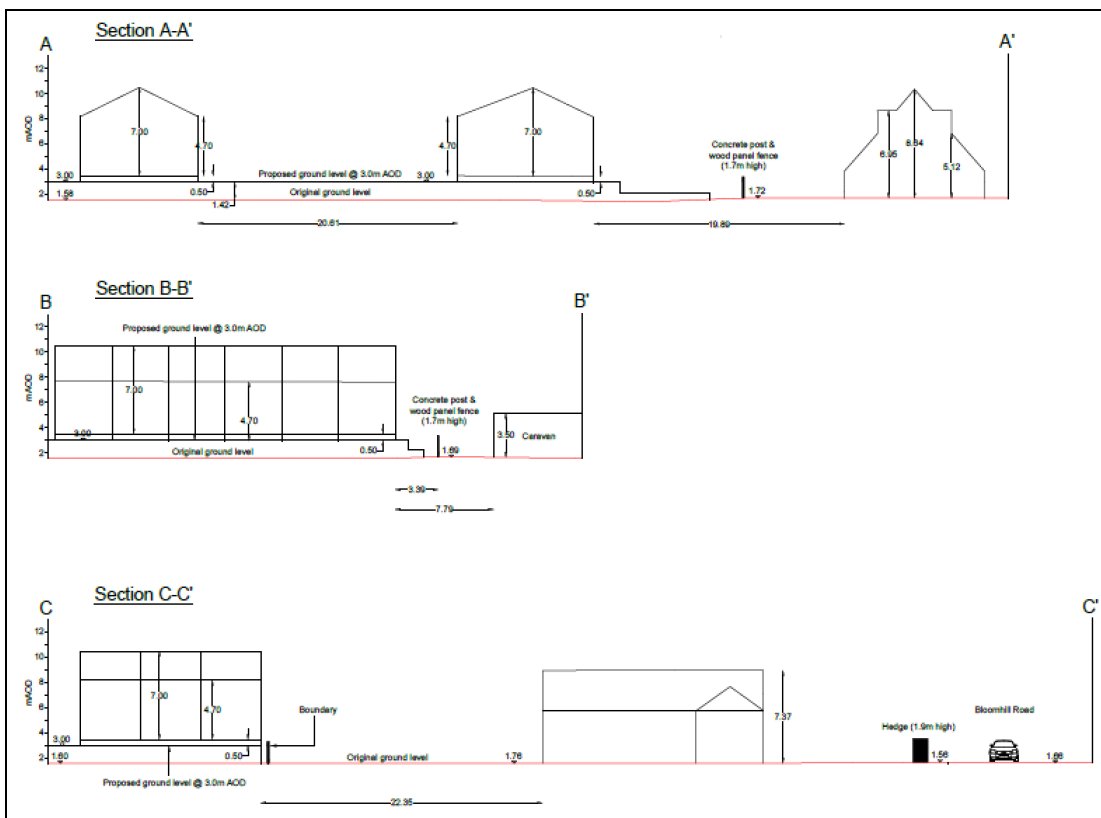 Section A-A'
A
A'
12
10
8
6
4
2
mAOD
7.00
4.70
4.70
7.00
Concrete post &
wood panel fence
(1.7m high)
6.95
8.64
5.12
3.00
Proposed ground level @ 3.0m AOD
3.00
1.58
0.50
Original ground level
0.50
1.72
1.42
20.61
19.89
Section B-B'
B
B'
12
10
8
6
4
2
mAOD
Proposed ground level @ 3.0m AOD
7.00
4.70
Concrete post &
wood panel fence
(1.7m high)
3.00
3.50
Caravan
Original ground level
0.50
1.69
3.39
7.79
Section C-C'
C
C'
12
10
8
6
4
2
mAOD
7.00
4.70
Boundary
7.37
Bloomhill Road
Hedge (1.9m high)
3.00
1.60
0.50
Original ground level
1.76
1.56
1.66
Proposed ground level @ 3.0m AOD
22.35